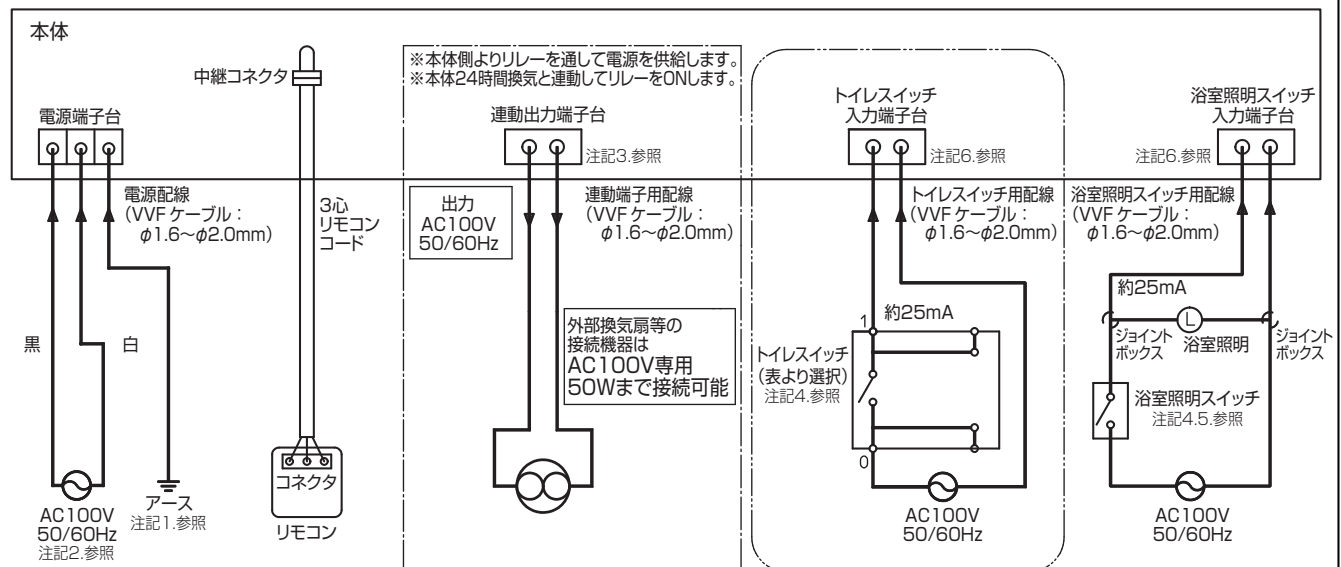 本体
中継コネクタ
電源端子台
※本体側よりリレーを通して電源を供給します。
※本体24時間換気と連動してリレーをONします。
連動出力端子台
注記3.参照
トイレスイッチ
入力端子台
注記6.参照
浴室照明スイッチ
入力端子台
注記6.参照
電源配線
(VVFケーブル：
φ1.6～φ2.0mm)
3心
リモコン
コード
出力
AC100V
50/60Hz
連動端子用配線
(VVFケーブル：
φ1.6～φ2.0mm)
トイレスイッチ用配線
(VVFケーブル：
φ1.6～φ2.0mm)
浴室照明スイッチ用配線
(VVFケーブル：
φ1.6～φ2.0mm)
黒
白
AC100V
50/60Hz
注記2.参照
アース
注記1.参照
コネクタ
リモコン
外部換気扇等の
接続機器は
AC100V専用
50Wまで接続可能
1
約25mA
トイレスイッチ
(表より選択)
注記4.参照
0
AC100V
50/60Hz
約25mA
L
ジョイント
ボックス
浴室照明
ジョイント
ボックス
浴室照明スイッチ
注記4.5.参照
AC100V
50/60Hz